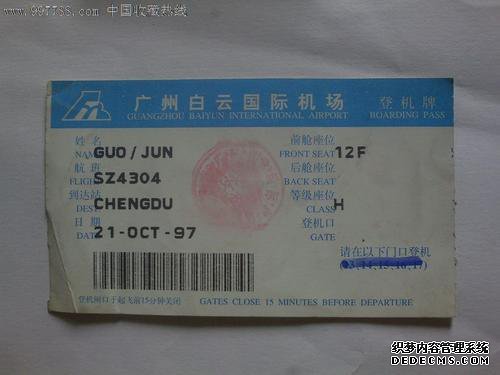 www.997788.com 中国收藏热线
广州白云国际机场 登机牌
GUANGZHOU BAIYUN INTERNATIONAL AIRPORT BOARDING PASS
姓名 前舱座位
NAME GUO/JUN FRONT SEAT 12F
航班 后舱座位
FLIGHT SZ4304 BACK SEAT
到达站 等级座位
DEST CHENGDU CLASS H
日期 登机口
DATE 21-OCT-97 GATE
请在以下门口登机
(13,14,15,16,17)
登机闸口于起飞前15分钟关闭 GATES CLOSE 15 MINUTES BEFORE DEPARTURE
织梦内容管理系统
DEDECMS.COM